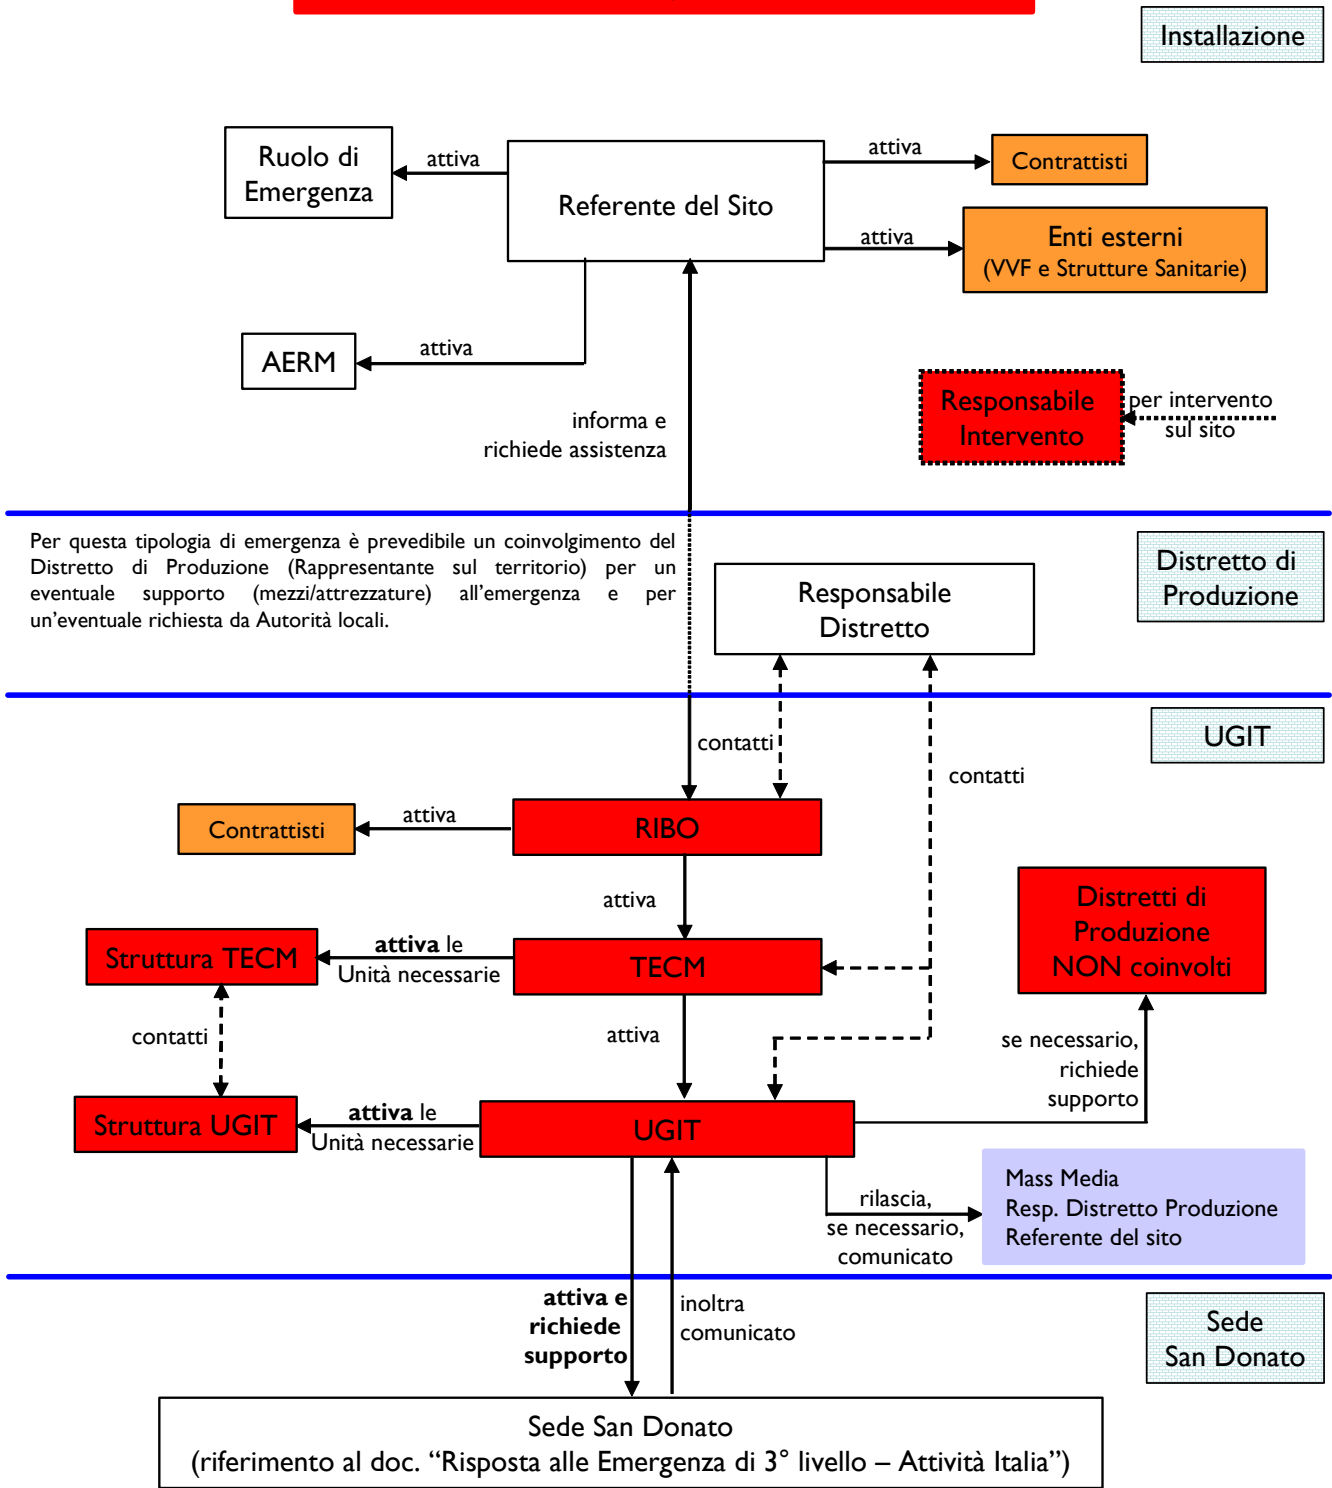 Installazione
Ruolo di
Emergenza
attiva
Referente del Sito
attiva
Contrattisti
attiva
Enti esterni
(VVF e Strutture Sanitarie)
AERM
attiva
informa e
richiede assistenza
Responsabile
Intervento
per intervento
sul sito
Per questa tipologia di emergenza è prevedibile un coinvolgimento del
Distretto di Produzione (Rappresentante sul territorio) per un
eventuale supporto (mezzi/attrezzature) all'emergenza e per
un'eventuale richiesta da Autorità locali.
Responsabile
Distretto
Distretto di
Produzione
UGIT
contatti
contatti
Contrattisti
attiva
RIBO
attiva
Distretti di
Produzione
NON coinvolti
Struttura TECM
attiva le
Unità necessarie
TECM
contatti
attiva
se necessario,
richiede
supporto
Struttura UGIT
attiva le
Unità necessarie
UGIT
rilascia,
se necessario,
comunicato
Mass Media
Resp. Distretto Produzione
Referente del sito
attiva e
richiede
supporto
inoltra
comunicato
Sede
San Donato
Sede San Donato
(riferimento al doc. “Risposta alle Emergenza di 3° livello – Attività Italia”)